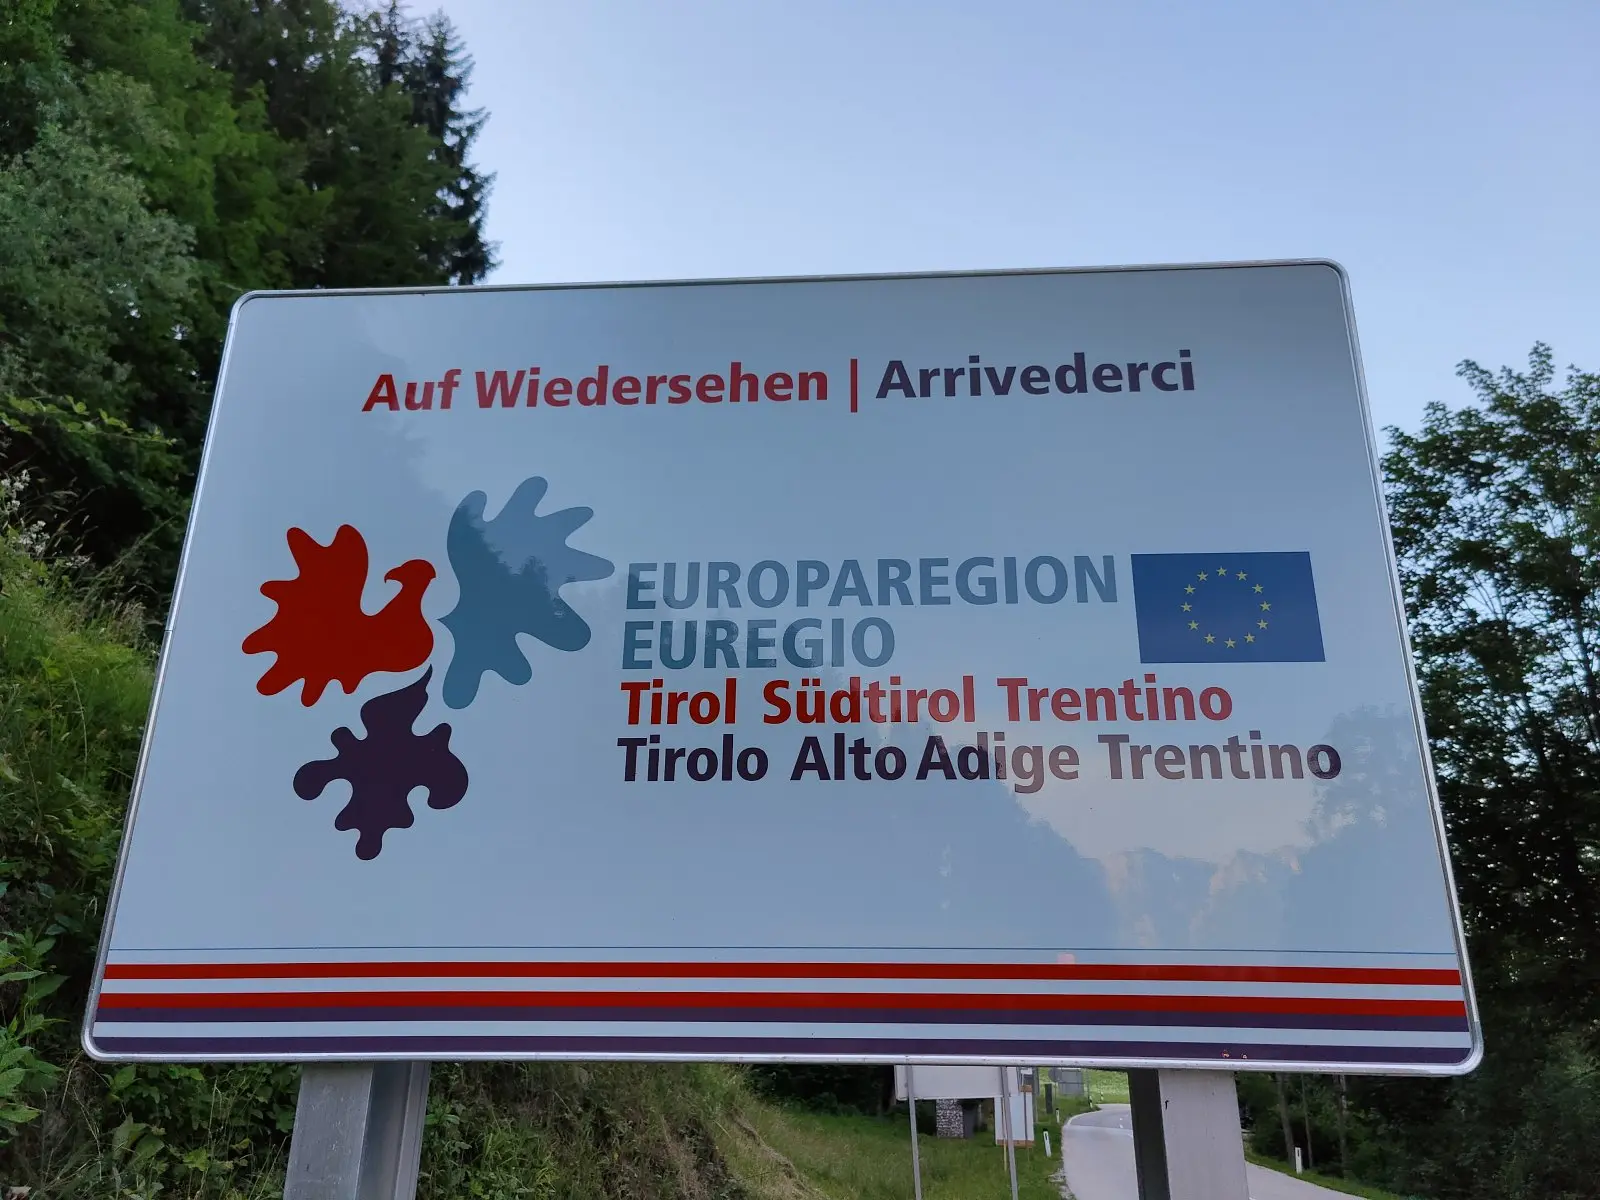 Auf Wiedersehen | Arrivederci
EUROPAREGION
EUREGIO
Tirol Südtirol Trentino
Tirolo Alto Adige Trentino